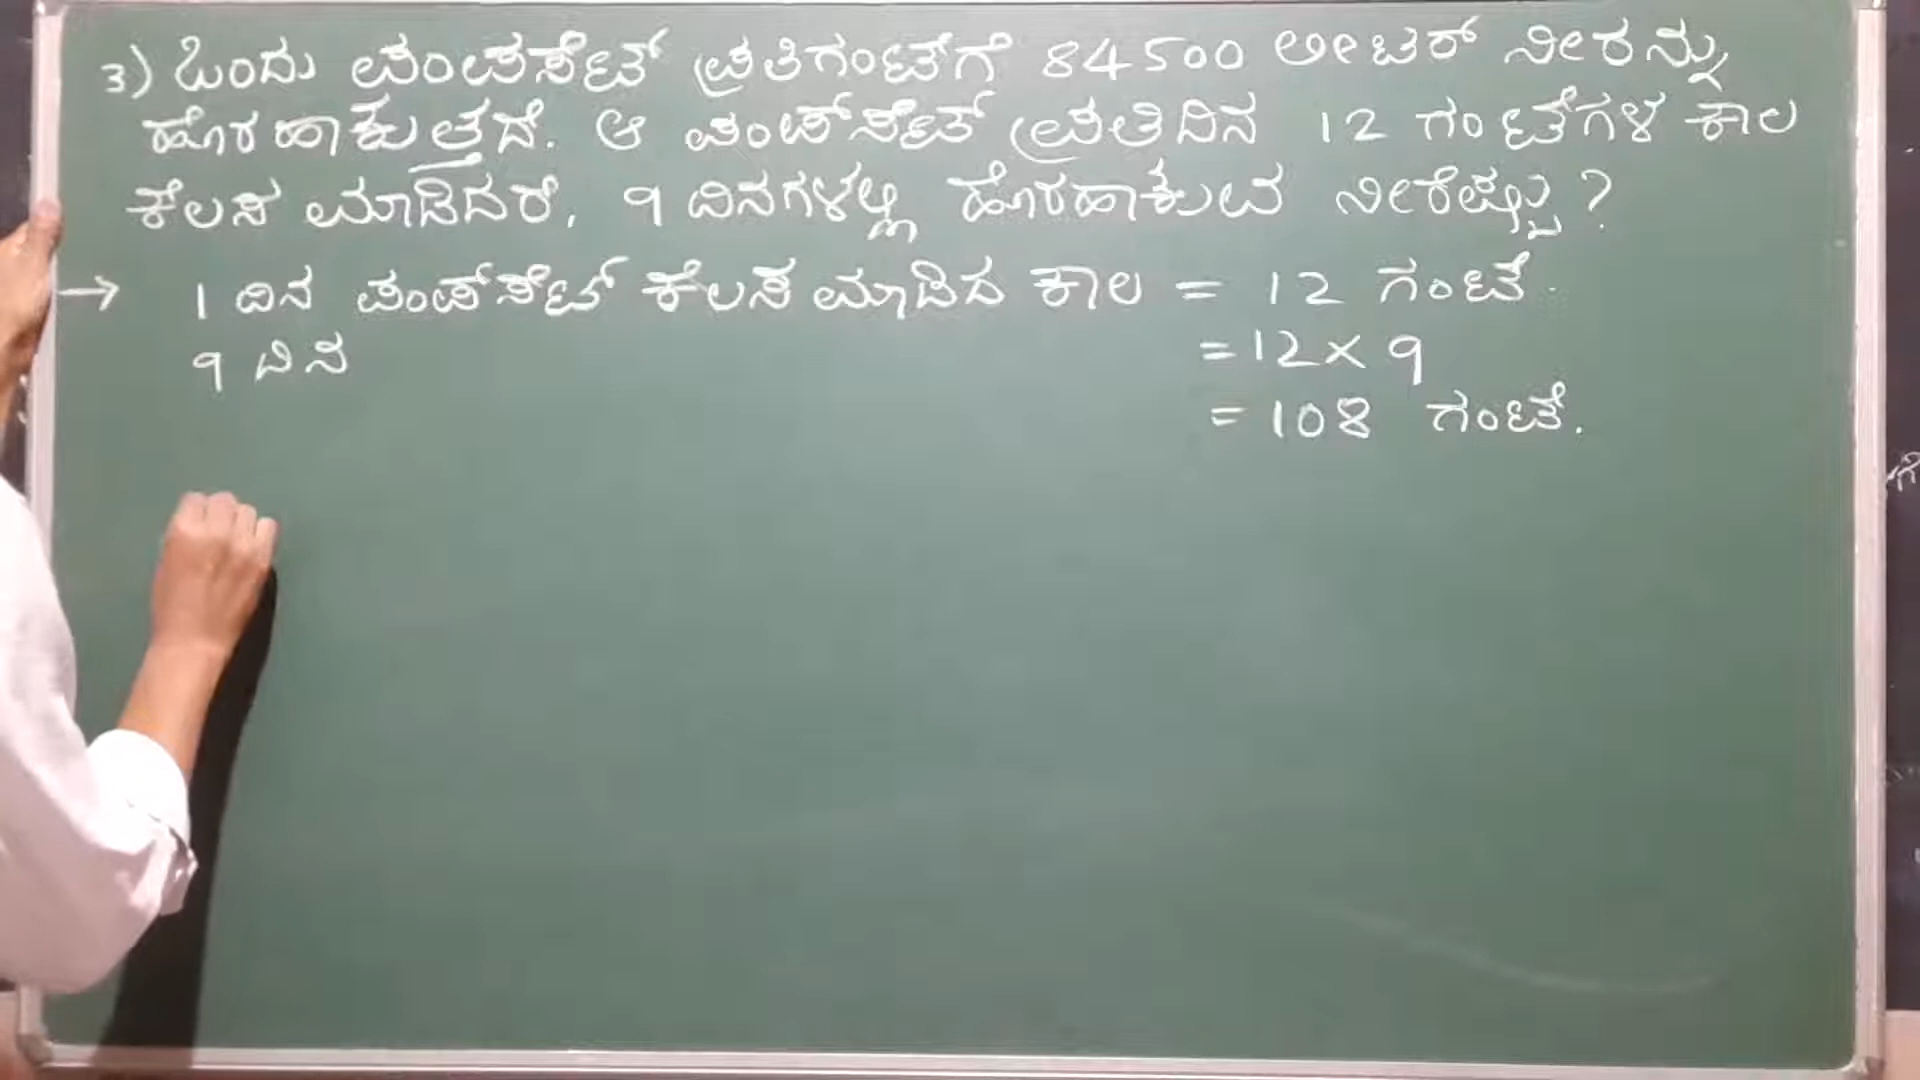 3) ಒಂದು ಪಂಪಸೆಟ್ ಪ್ರತಿಗಂಟೆಗೆ 84500 ಲೀಟರ್ ನೀರನ್ನು
ಹೊರಹಾಕುತ್ತದೆ. ಆ ಪಂಪ್‌ಸೆಟ್ ಪ್ರತಿದಿನ 12 ಗಂಟೆಗಳ ಕಾಲ
ಕೆಲಸ ಮಾಡಿದರೆ, 9 ದಿನಗಳಲ್ಲಿ ಹೊರಹಾಕುವ ನೀರೆಷ್ಟು?
→ 1 ದಿನ ಪಂಪ್‌ಸೆಟ್ ಕೆಲಸ ಮಾಡಿದ ಕಾಲ = 12 ಗಂಟೆ.
9 ದಿನ = 12 × 9
= 108 ಗಂಟೆ.